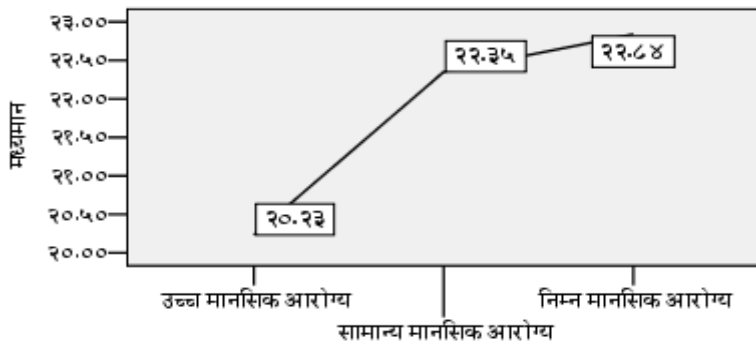 २३.००
२२.५०
२२.००
२१.५०
२१.००
२०.५०
२०.००
मध्यमान
२०.२३
२२.३५
२२.८४
उच्च मानसिक आरोग्य
सामान्य मानसिक आरोग्य
निम्न मानसिक आरोग्य